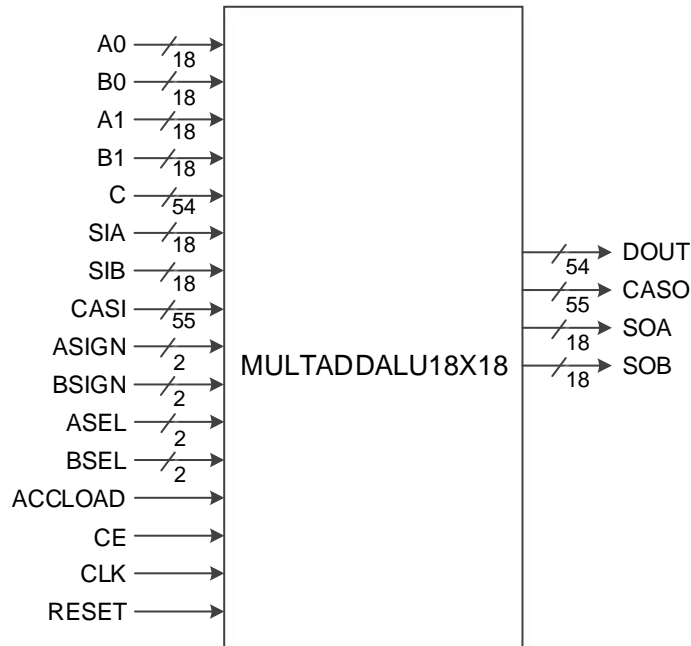 A0
18
B0
18
A1
18
B1
18
C
54
SIA
18
SIB
18
CASI
55
ASIGN
2
BSIGN
2
ASEL
2
BSEL
2
ACCLOAD
CE
CLK
RESET
MULTADDALU18X18
DOUT
54
CASO
55
SOA
18
SOB
18